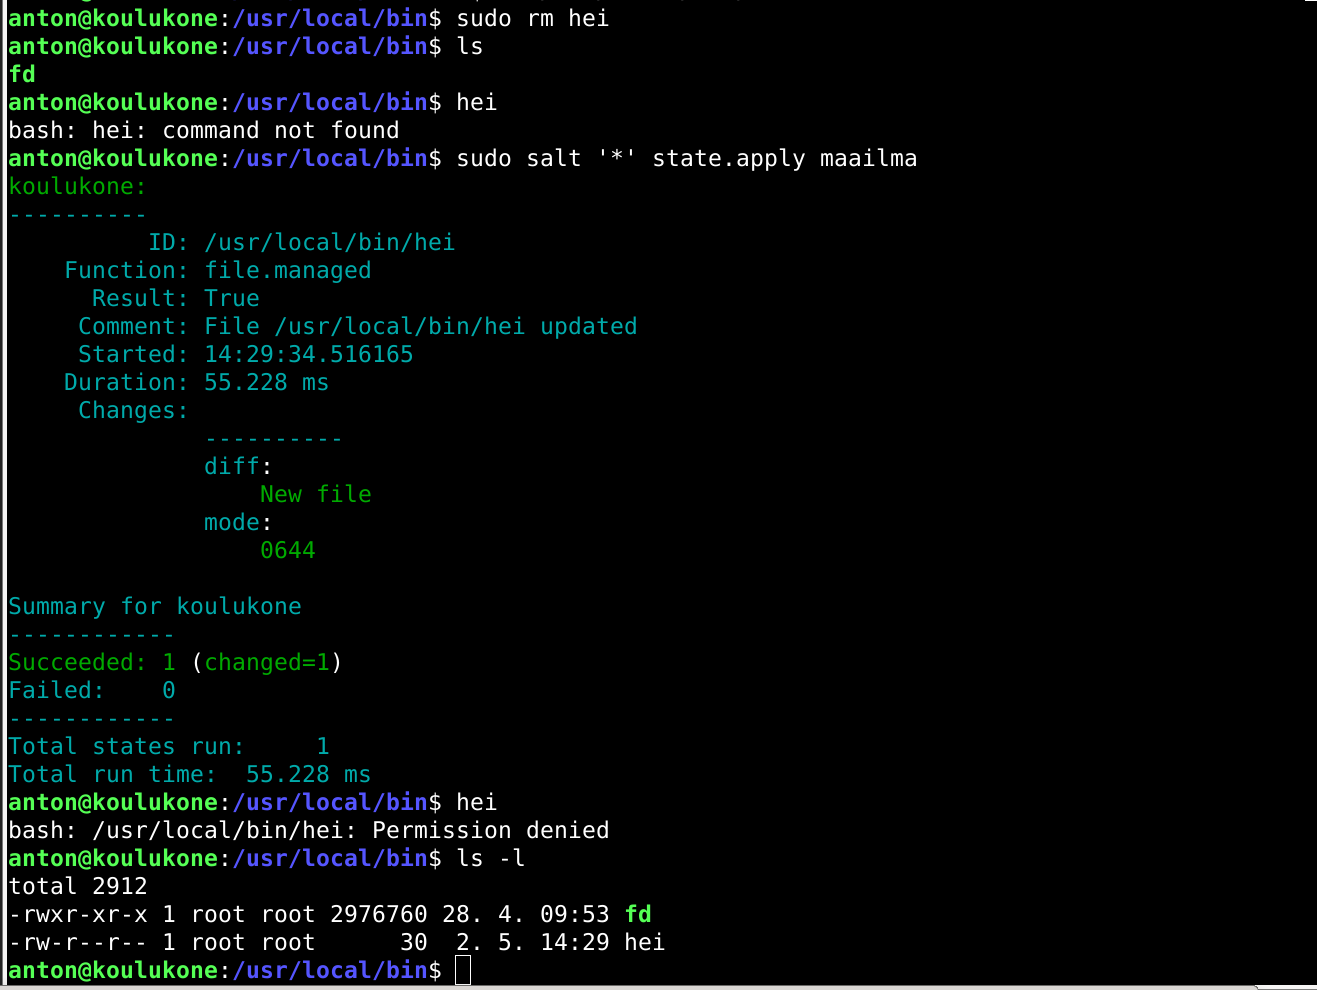 anton@koulukone:/usr/local/bin$ sudo rm hei
anton@koulukone:/usr/local/bin$ ls
fd
anton@koulukone:/usr/local/bin$ hei
bash: hei: command not found
anton@koulukone:/usr/local/bin$ sudo salt '*' state.apply maailma
koulukone:
----------
          ID: /usr/local/bin/hei
    Function: file.managed
      Result: True
     Comment: File /usr/local/bin/hei updated
     Started: 14:29:34.516165
    Duration: 55.228 ms
     Changes:
              ----------
              diff:
                  New file
              mode:
                  0644

Summary for koulukone
------------
Succeeded: 1 (changed=1)
Failed:    0
------------
Total states run:     1
Total run time:  55.228 ms
anton@koulukone:/usr/local/bin$ hei
bash: /usr/local/bin/hei: Permission denied
anton@koulukone:/usr/local/bin$ ls -l
total 2912
-rwxr-xr-x 1 root root 2976760 28. 4. 09:53 fd
-rw-r--r-- 1 root root      30  2. 5. 14:29 hei
anton@koulukone:/usr/local/bin$